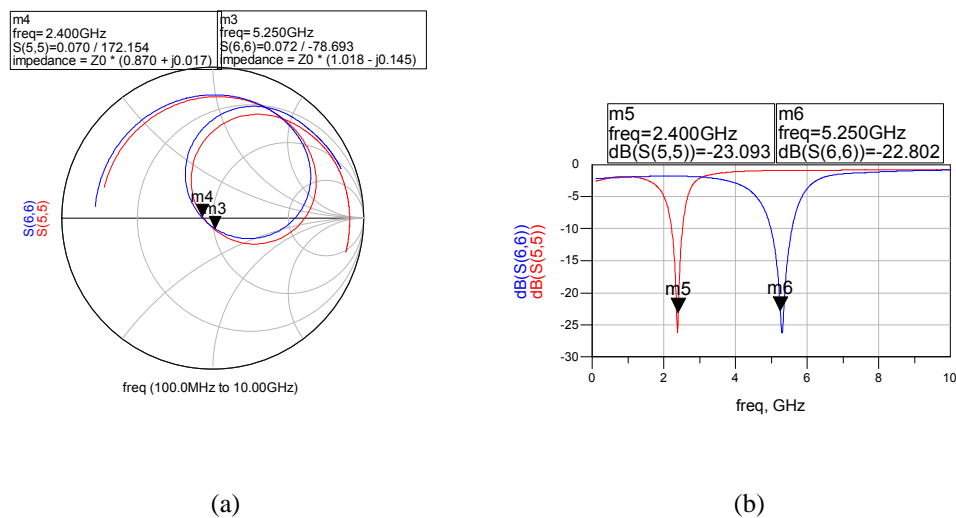 m4
freq= 2.400GHz
S(5,5)=0.070 / 172.154
impedance = Z0 * (0.870 + j0.017)
m3
freq= 5.250GHz
S(6,6)=0.072 / -78.693
impedance = Z0 * (1.018 - j0.145)
m4
m3
S(6,6)
S(5,5)
freq (100.0MHz to 10.00GHz)
m5
freq=2.400GHz
dB(S(5,5))=-23.093
m6
freq=5.250GHz
dB(S(6,6))=-22.802
0
-5
-10
-15
-20
-25
-30
m5
m6
dB(S(6,6))
dB(S(5,5))
0
2
4
6
8
10
freq, GHz
(a)
(b)